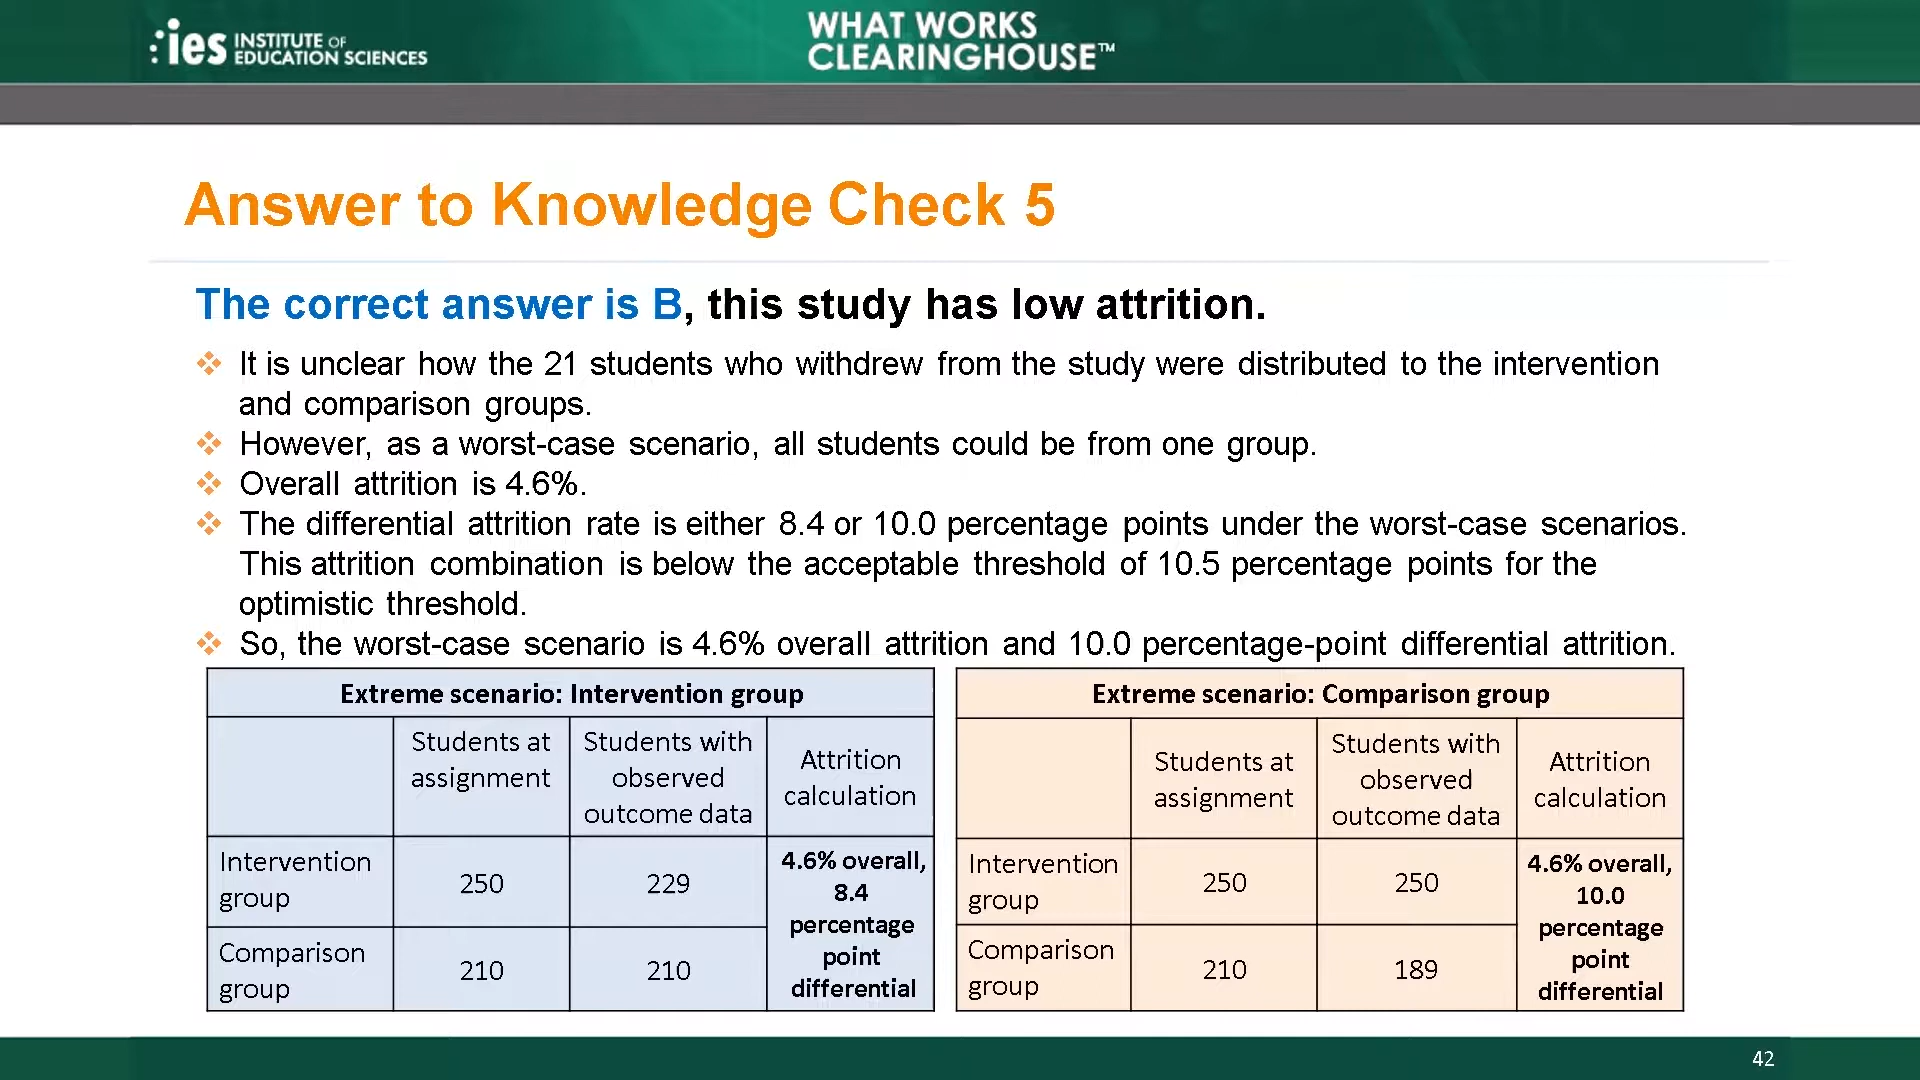 ies INSTITUTE OF
EDUCATION SCIENCES
WHAT WORKS
CLEARINGHOUSE™
Answer to Knowledge Check 5
The correct answer is B, this study has low attrition.
❖ It is unclear how the 21 students who withdrew from the study were distributed to the intervention
and comparison groups.
❖ However, as a worst-case scenario, all students could be from one group.
❖ Overall attrition is 4.6%.
❖ The differential attrition rate is either 8.4 or 10.0 percentage points under the worst-case scenarios.
This attrition combination is below the acceptable threshold of 10.5 percentage points for the
optimistic threshold.
❖ So, the worst-case scenario is 4.6% overall attrition and 10.0 percentage-point differential attrition.
Extreme scenario: Intervention group
Students at
assignment
Students with
observed
outcome data
Attrition
calculation
Intervention
group
250
229
4.6% overall,
8.4
percentage
point
differential
Comparison
group
210
210
Extreme scenario: Comparison group
Students at
assignment
Students with
observed
outcome data
Attrition
calculation
Intervention
group
250
250
4.6% overall,
10.0
percentage
point
differential
Comparison
group
210
189
42